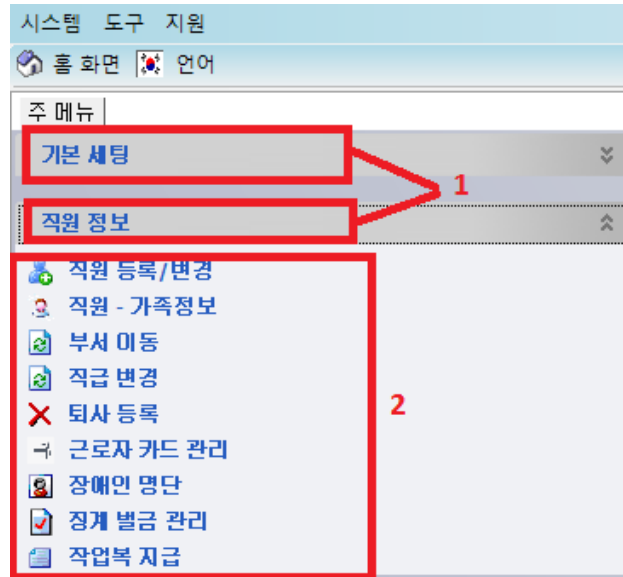 시스템 도구 지원
홈 화면 언어
주 메뉴
기본 세팅
1
직원 정보
직원 등록/변경
직원 - 가족정보
부서 이동
직급 변경
2
퇴사 등록
근로자 카드 관리
장애인 명단
징계 벌금 관리
작업복 지급